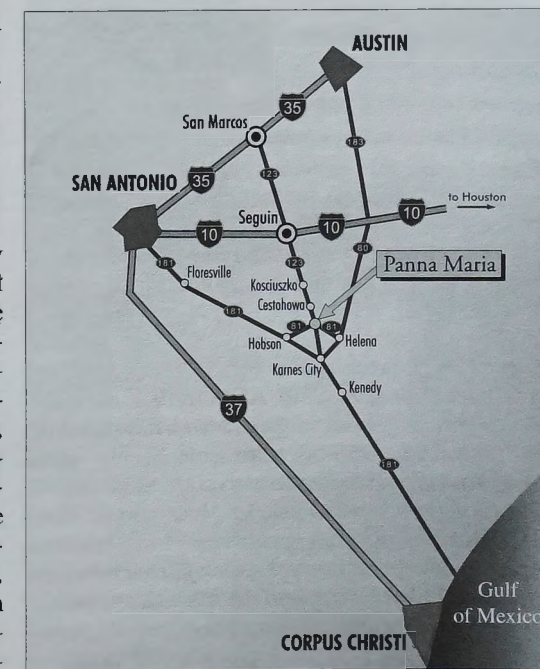 AUSTIN
35
San Marcos
183
123
35
SAN ANTONIO
to Houston
10
Seguin
10
10
80
123
181
Floresville
Panna Maria
Kosciuszko
Cestohowa
181
81
81
Hobson
Helena
Karnes City
Kenedy
37
181
Gulf
of Mexico
CORPUS CHRISTI